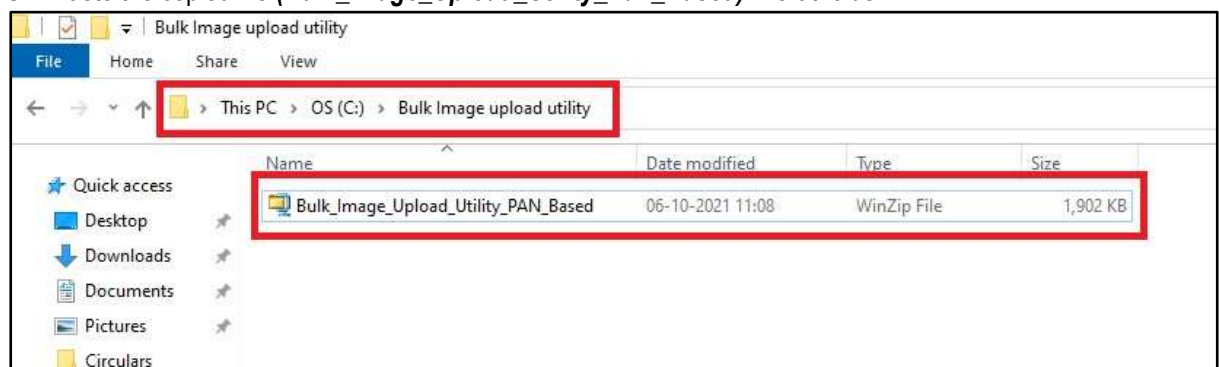 Bulk Image upload utility
File Home Share View
This PC > OS (C:) > Bulk Image upload utility
Name Date modified Type Size
Quick access
Bulk_Image_Upload_Utility_PAN_Based 06-10-2021 11:08 WinZip File 1,902 KB
Desktop
Downloads
Documents
Pictures
Circulars